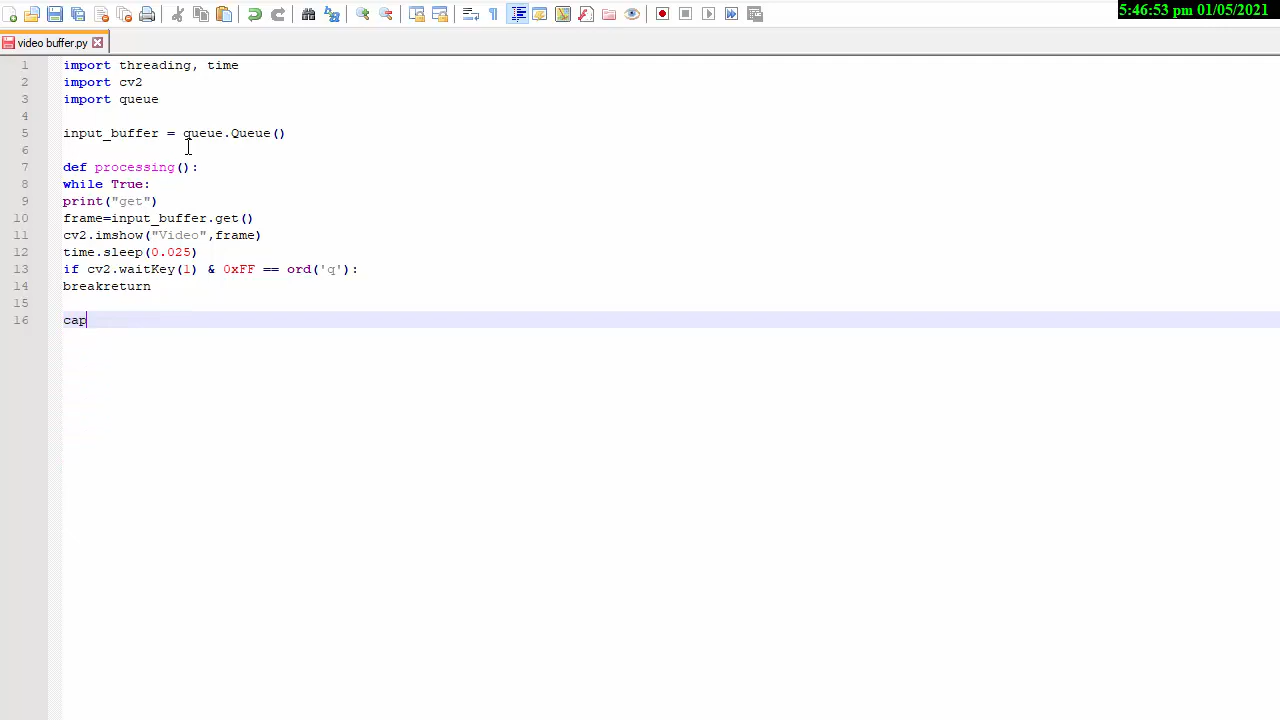 5:46:53 pm 01/05/2021
video buffer.py
1 import threading, time
2 import cv2
3 import queue
4
5 input_buffer = queue.Queue()
6
7 def processing():
8 while True:
9 print("get")
10 frame=input_buffer.get()
11 cv2.imshow("Video",frame)
12 time.sleep(0.025)
13 if cv2.waitKey(1) & 0xFF == ord('q'):
14 breakreturn
15
16 cap